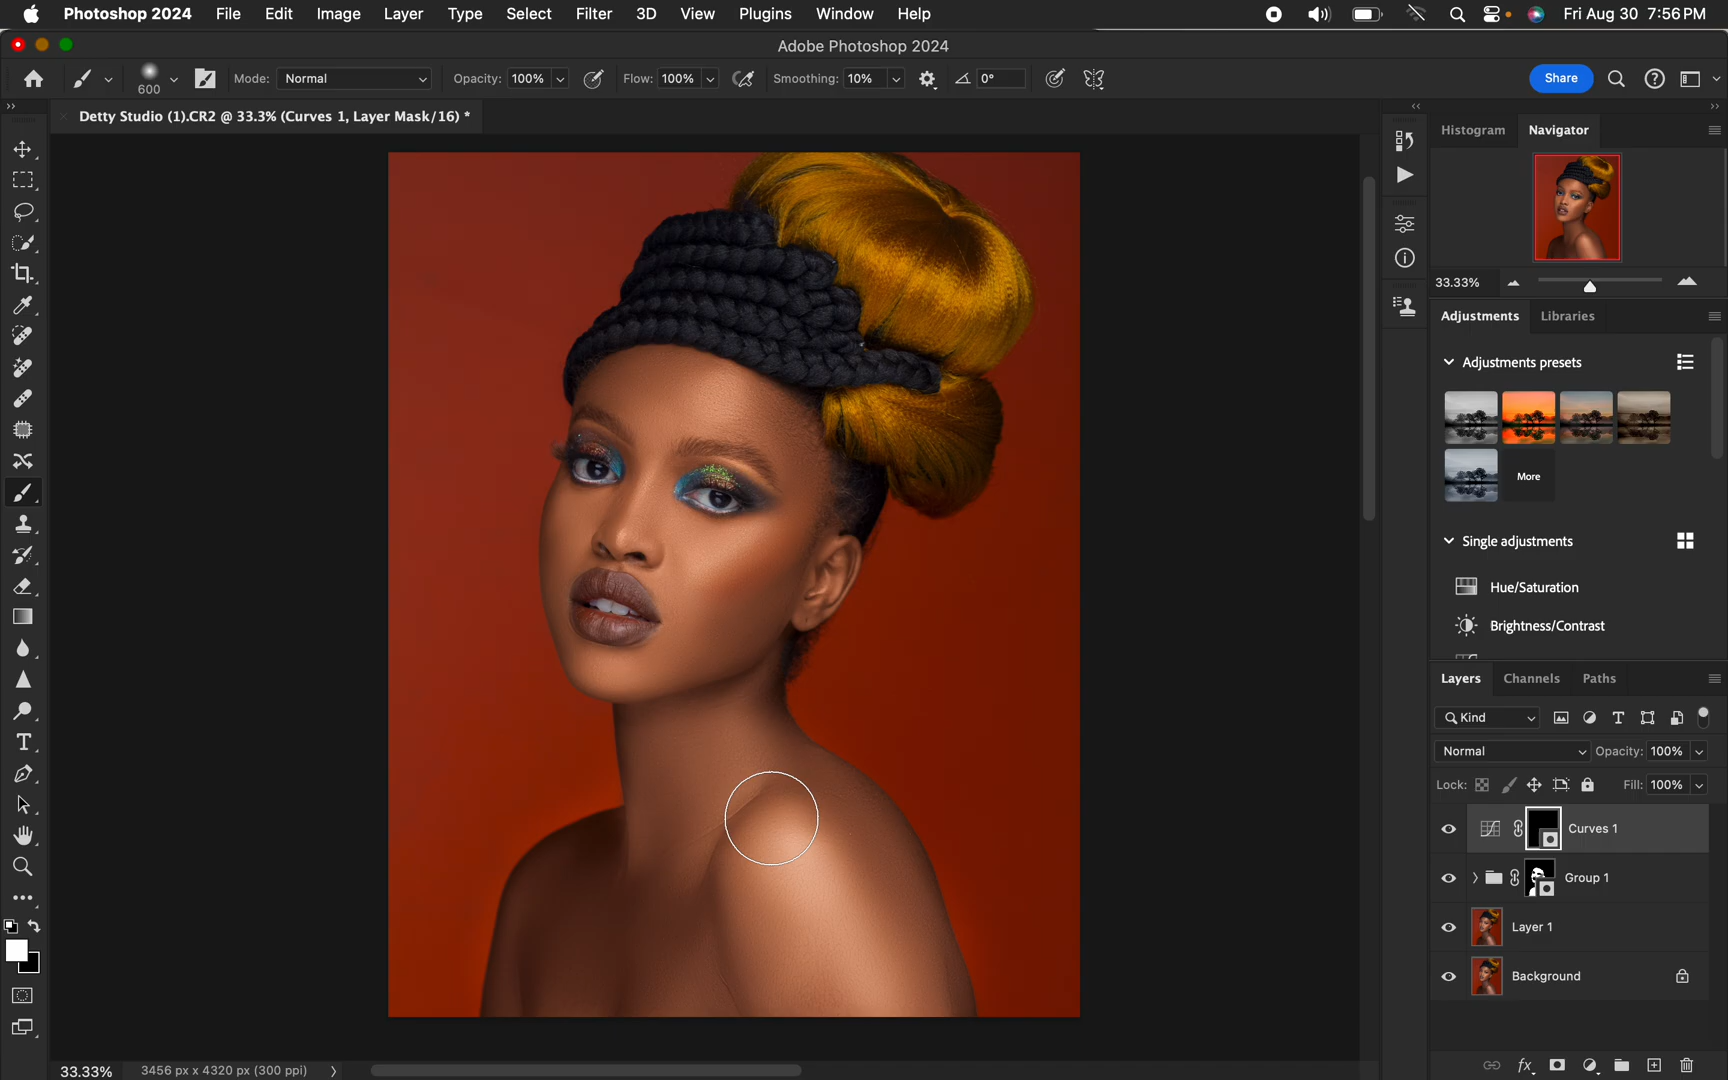 Photoshop 2024 File Edit Image Layer Type Select Filter 3D View Plugins Window Help Fri Aug 30 7:56 PM
Adobe Photoshop 2024
600 Mode: Normal Opacity: 100% Flow: 100% Smoothing: 10% 0° Share
Detty Studio (1).CR2 @ 33.3% (Curves 1, Layer Mask/16) *
Histogram Navigator
33.33%
Adjustments Libraries
Adjustments presets
More
Single adjustments
Hue/Saturation
Brightness/Contrast
Layers Channels Paths
Kind
Normal Opacity: 100%
Lock: Fill: 100%
Curves 1
Group 1
Layer 1
Background
33.33% 3456 px x 4320 px (300 ppi)